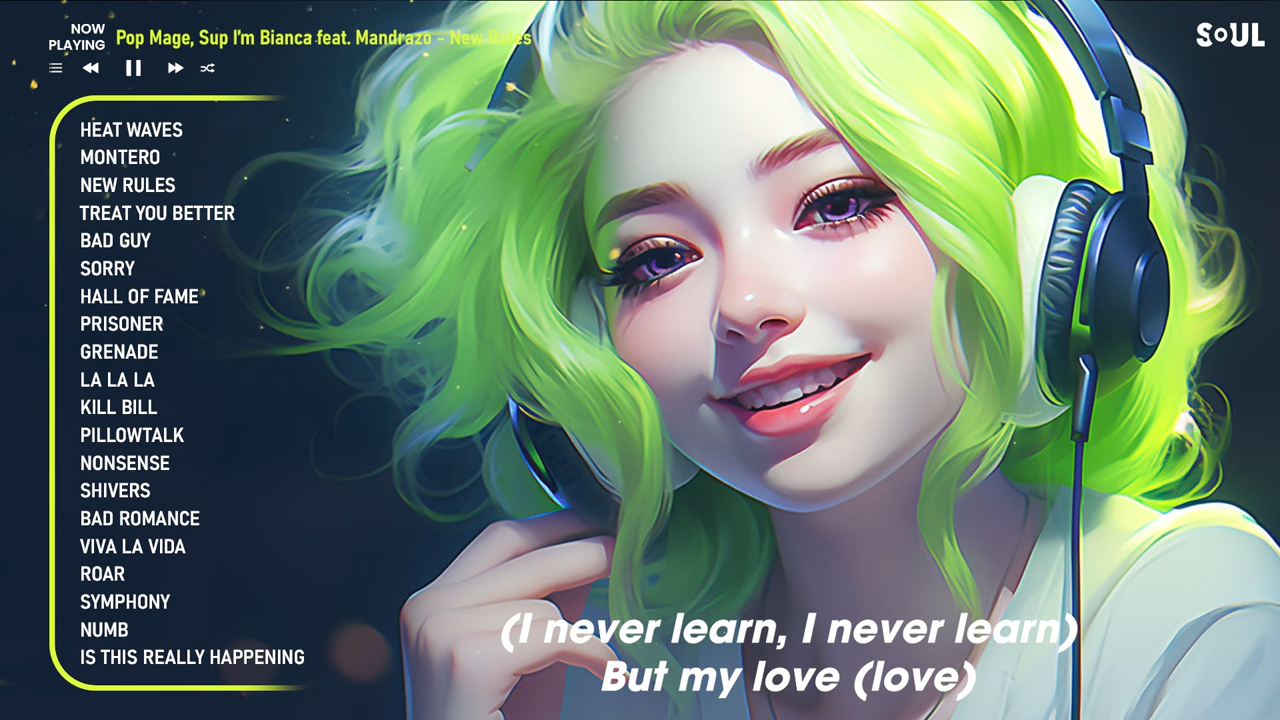 NOW
PLAYING
Pop Mage, Sup I'm Bianca feat. Mandrazo - New Rules
SOUL
HEAT WAVES
MONTERO
NEW RULES
TREAT YOU BETTER
BAD GUY
SORRY
HALL OF FAME
PRISONER
GRENADE
LA LA LA
KILL BILL
PILLOWTALK
NONSENSE
SHIVERS
BAD ROMANCE
VIVA LA VIDA
ROAR
SYMPHONY
NUMB
IS THIS REALLY HAPPENING
(I never learn, I never learn)
But my love (love)